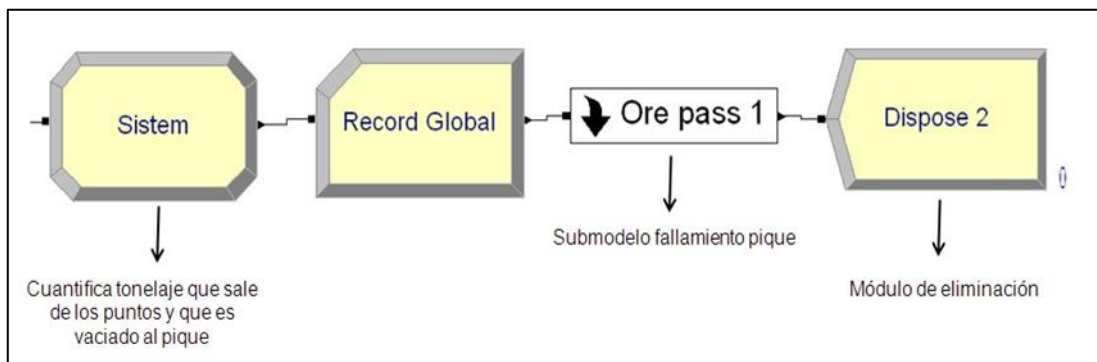 Sistem
Record Global
Ore pass 1
Dispose 2
0
Submodelo fallamiento pique
Cuantifica tonelaje que sale
de los puntos y que es
vaciado al pique
Módulo de eliminación